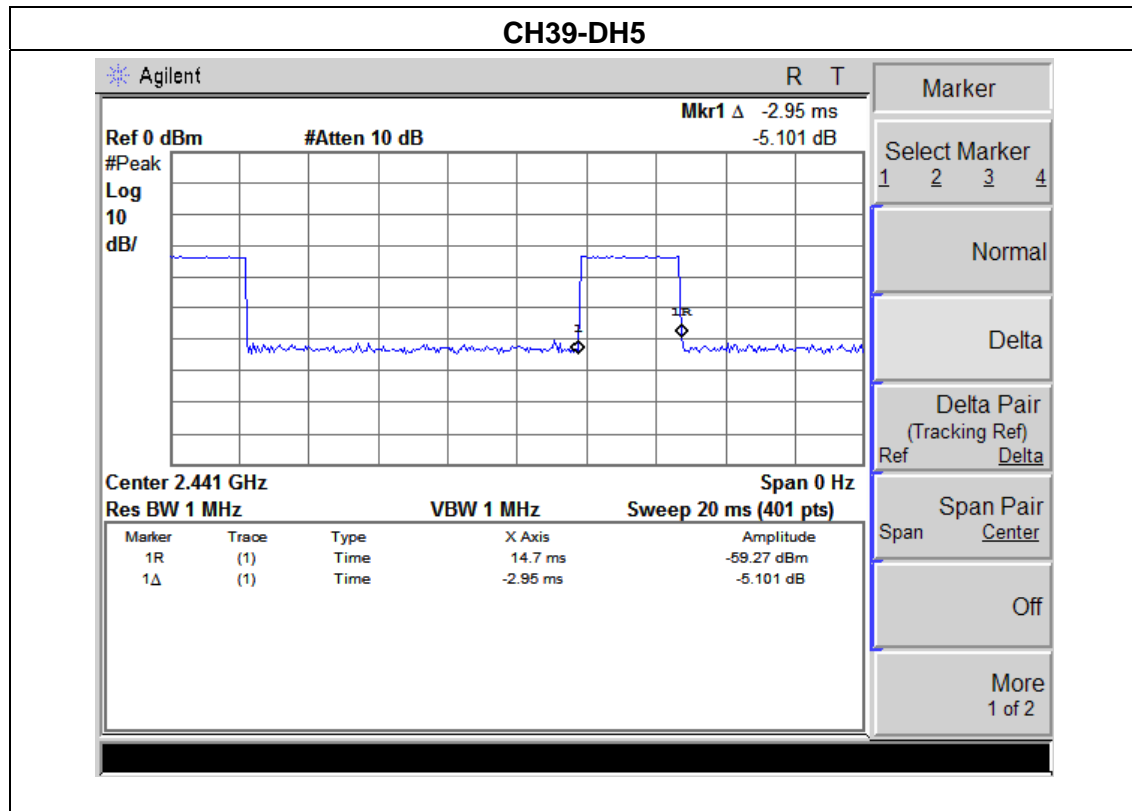 CH39-DH5
Agilent R T
Mkr1 Δ -2.95 ms
Ref 0 dBm #Atten 10 dB -5.101 dB
#Peak
Log
10
dB/
1R
1
Center 2.441 GHz Span 0 Hz
Res BW 1 MHz VBW 1 MHz Sweep 20 ms (401 pts)
Marker Trace Type X Axis Amplitude
1R (1) Time 14.7 ms -59.27 dBm
1Δ (1) Time -2.95 ms -5.101 dB
Marker
Select Marker
1 2 3 4
Normal
Delta
Delta Pair
(Tracking Ref)
Ref Delta
Span Pair
Span Center
Off
More
1 of 2